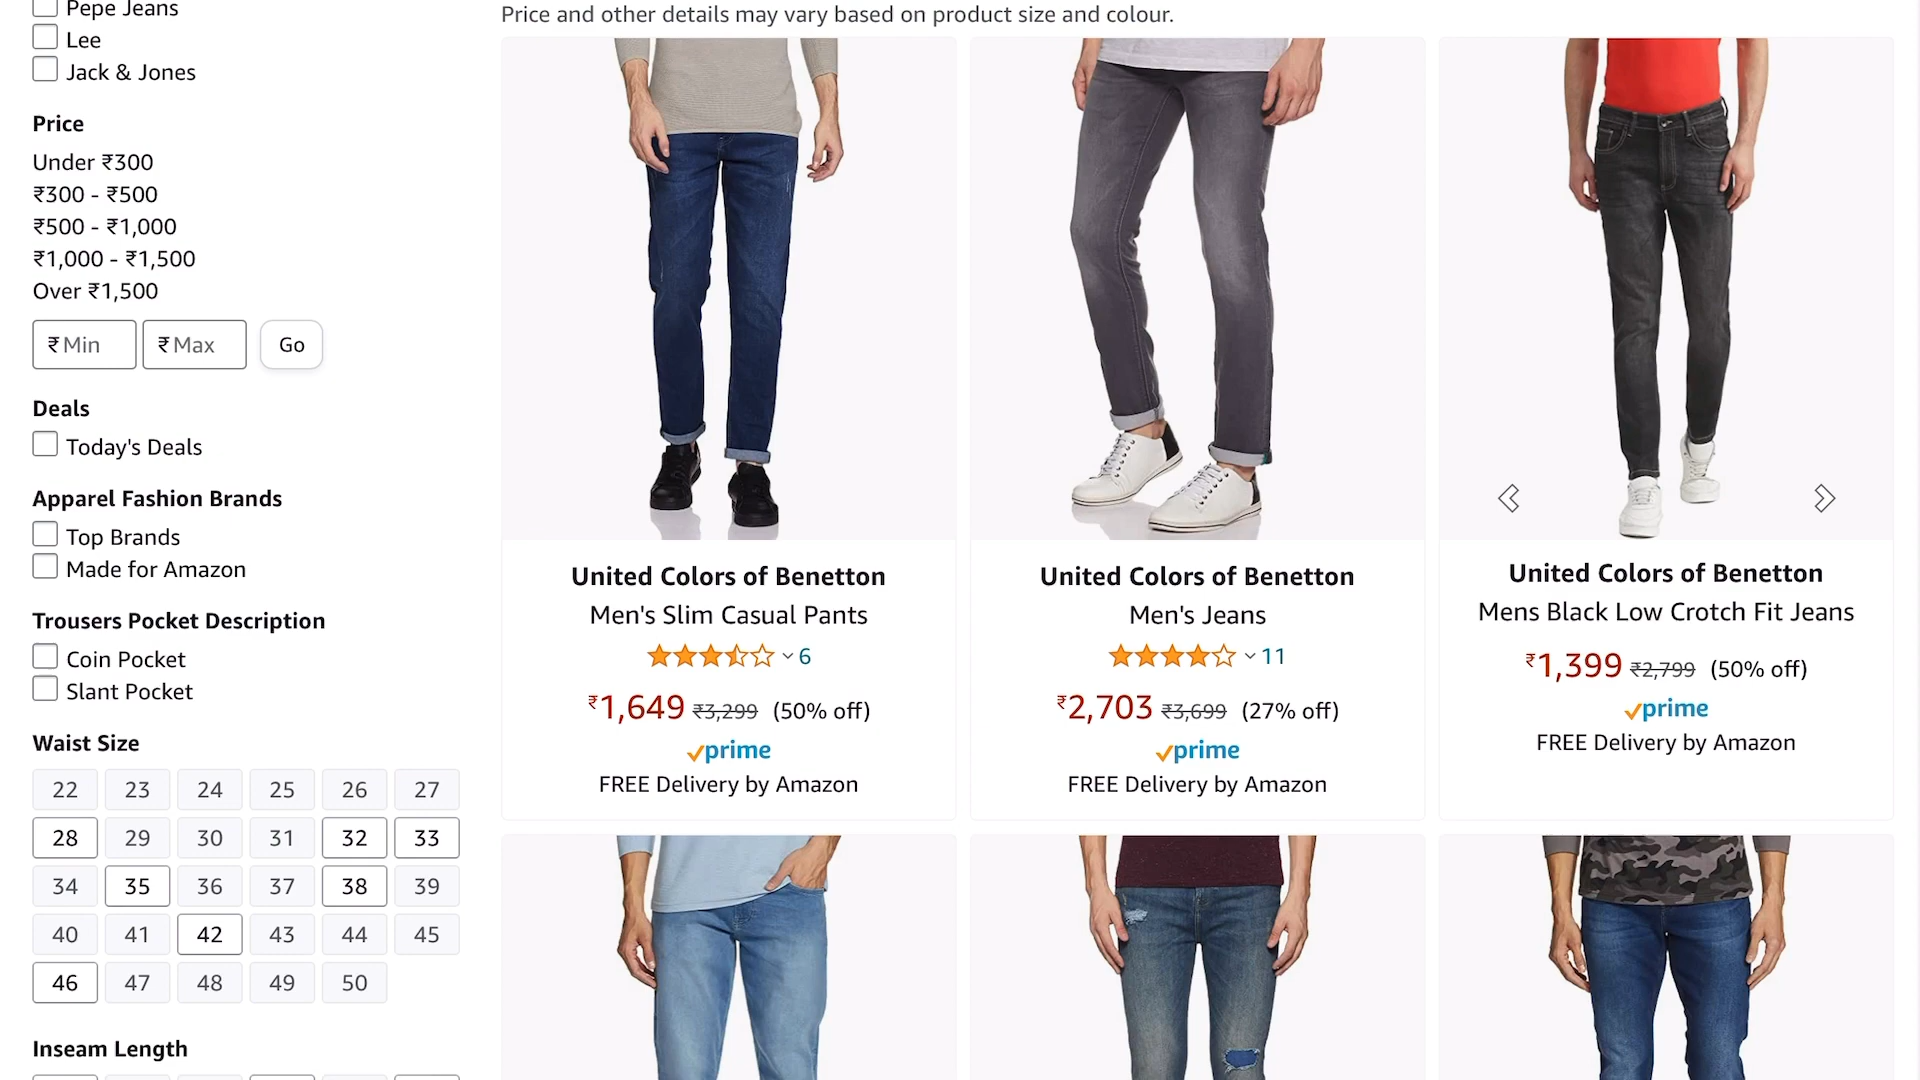 Pepe Jeans
Lee
Jack & Jones
Price
Under ₹300
₹300 - ₹500
₹500 - ₹1,000
₹1,000 - ₹1,500
Over ₹1,500
₹ Min ₹ Max Go
Deals
Today's Deals
Apparel Fashion Brands
Top Brands
Made for Amazon
Trousers Pocket Description
Coin Pocket
Slant Pocket
Waist Size
22 23 24 25 26 27
28 29 30 31 32 33
34 35 36 37 38 39
40 41 42 43 44 45
46 47 48 49 50
Inseam Length
Price and other details may vary based on product size and colour.
United Colors of Benetton
Men's Slim Casual Pants
6
₹1,649 ₹3,299 (50% off)
prime
FREE Delivery by Amazon
United Colors of Benetton
Men's Jeans
11
₹2,703 ₹3,699 (27% off)
prime
FREE Delivery by Amazon
United Colors of Benetton
Mens Black Low Crotch Fit Jeans
₹1,399 ₹2,799 (50% off)
prime
FREE Delivery by Amazon